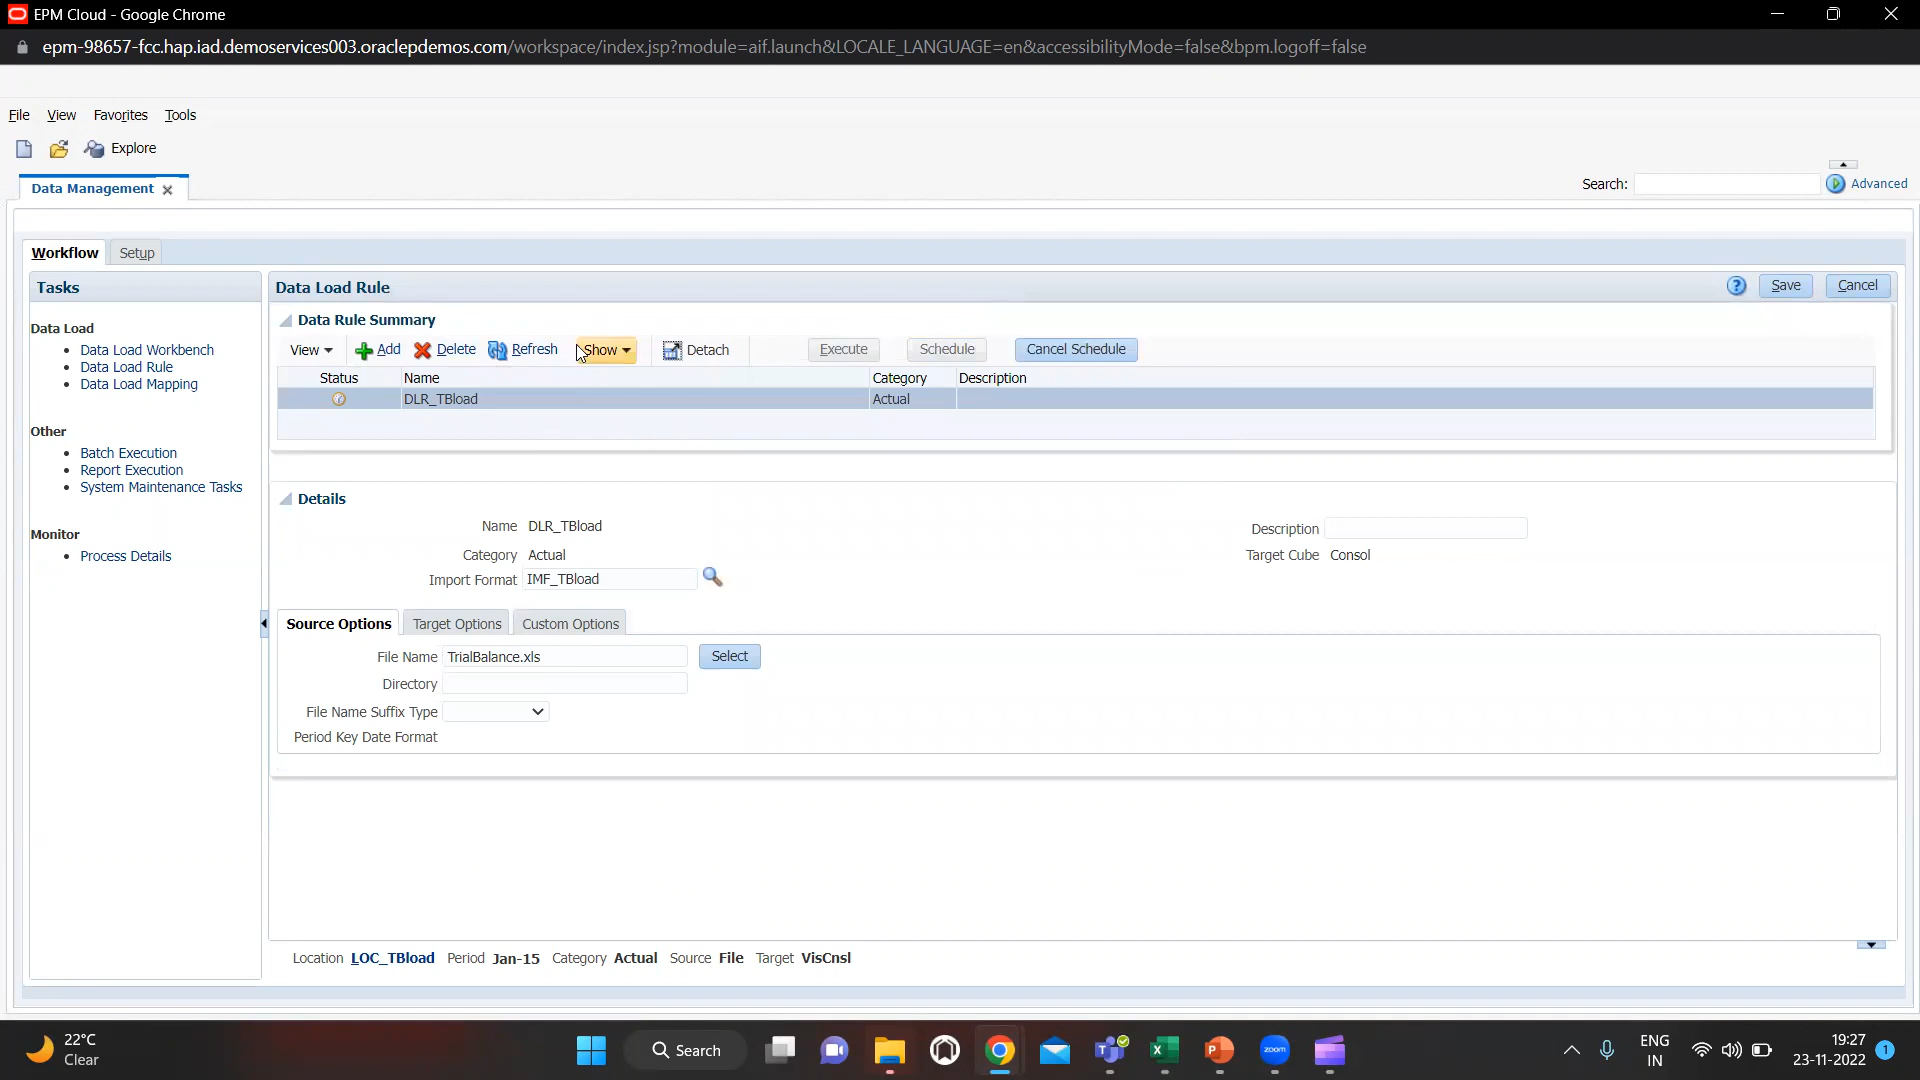 EPM Cloud - Google Chrome
epm-98657-fcc.hap.iad.demoservices003.oraclepdemos.com/workspace/index.jsp?module=aif.launch&LOCALE_LANGUAGE=en&accessibilityMode=false&bpm.logoff=false
File View Favorites Tools
Explore
Data Management
Search: Advanced
Workflow Setup
Tasks
Data Load
Data Load Workbench
Data Load Rule
Data Load Mapping
Other
Batch Execution
Report Execution
System Maintenance Tasks
Monitor
Process Details
Data Load Rule
Save Cancel
Data Rule Summary
View Add Delete Refresh Show Detach Execute Schedule Cancel Schedule
Status Name Category Description
DLR_TBload Actual
Details
Name DLR_TBload Description
Category Actual Target Cube Consol
Import Format IMF_TBload
Source Options Target Options Custom Options
File Name TrialBalance.xls Select
Directory
File Name Suffix Type
Period Key Date Format
Location LOC_TBload Period Jan-15 Category Actual Source File Target VisCnsl
22°C
Clear
Search
zoom
ENG
IN
19:27
23-11-2022
1